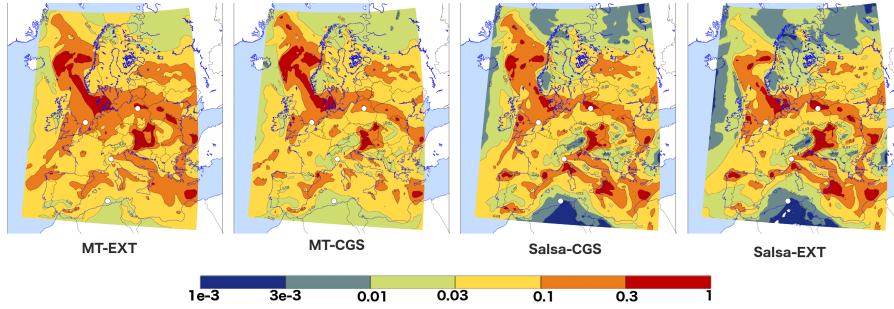 MT-EXT
MT-CGS
Salsa-CGS
Salsa-EXT
1e-3 3e-3 0.01 0.03 0.1 0.3 1